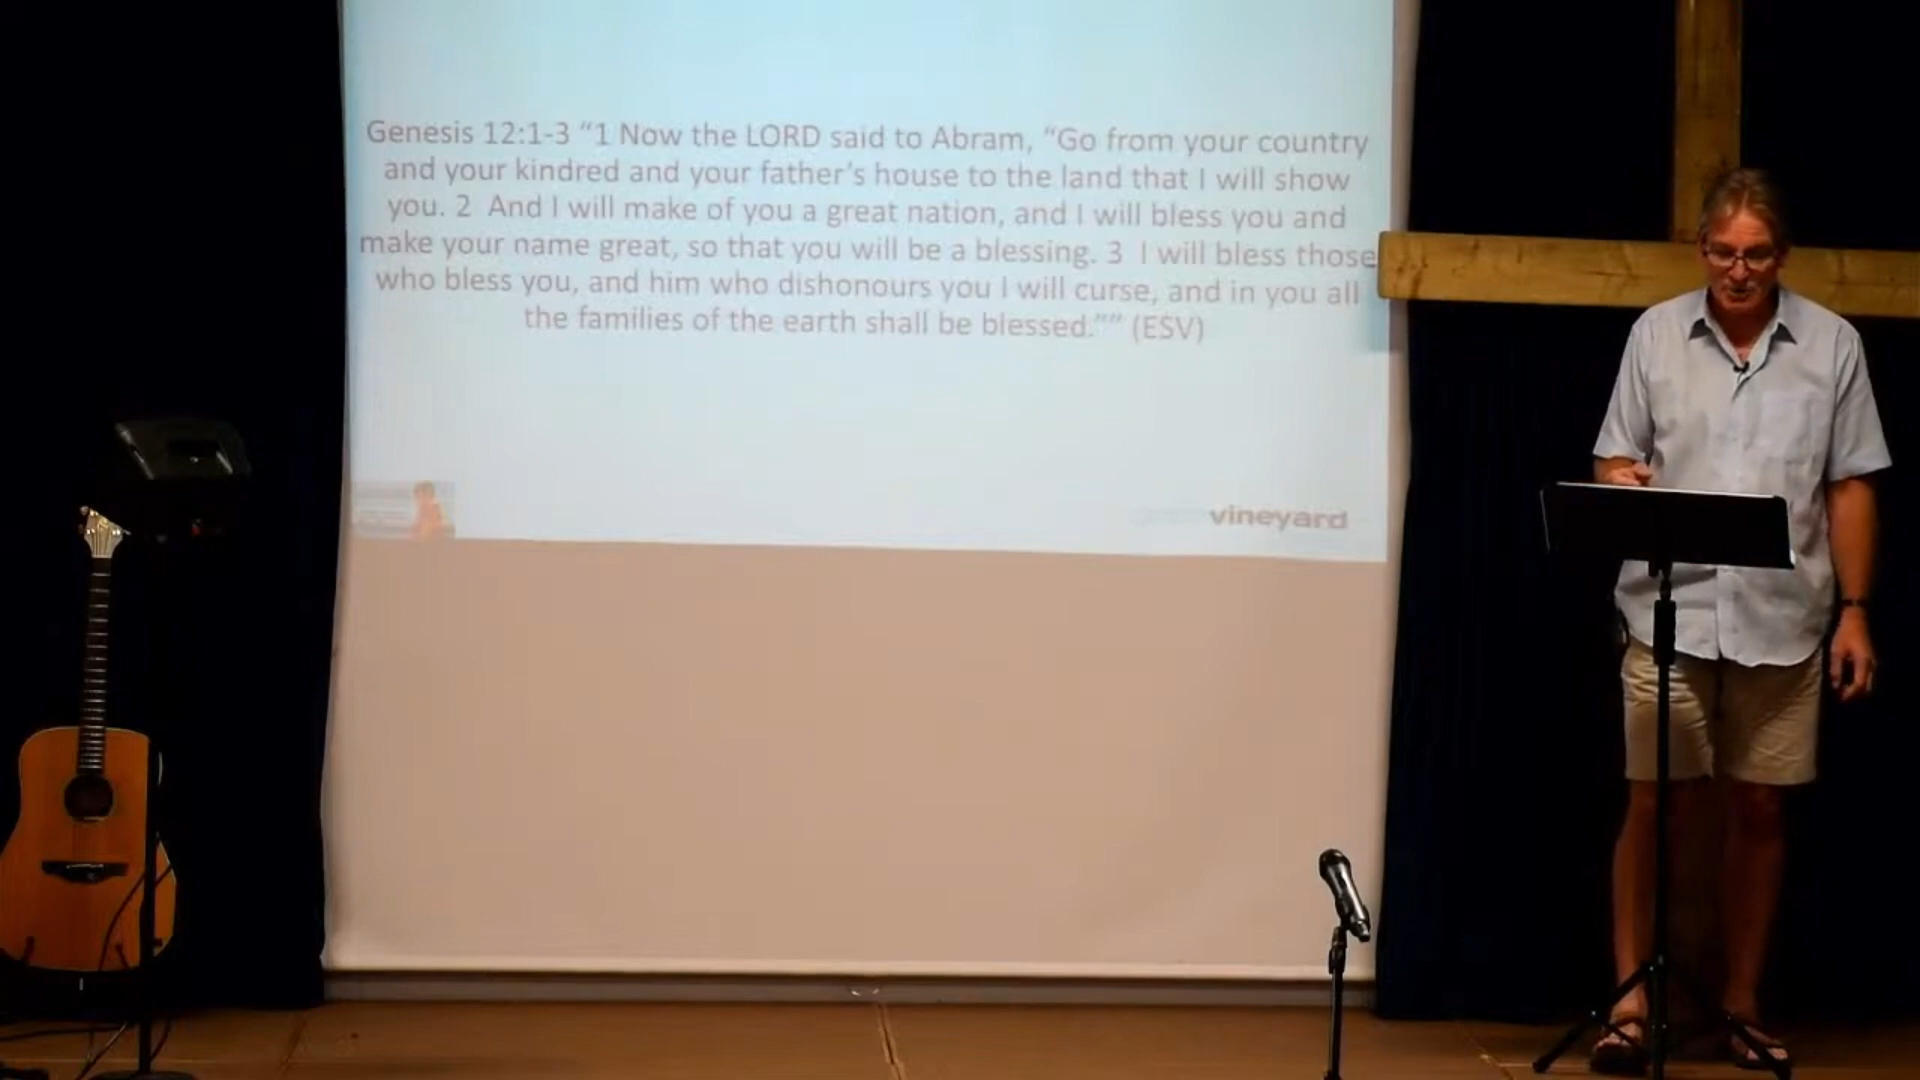 Genesis 12:1-3 “1 Now the LORD said to Abram, “Go from your country
and your kindred and your father’s house to the land that I will show
you. 2 And I will make of you a great nation, and I will bless you and
make your name great, so that you will be a blessing. 3 I will bless those
who bless you, and him who dishonours you I will curse, and in you all
the families of the earth shall be blessed.”” (ESV)
vineyard